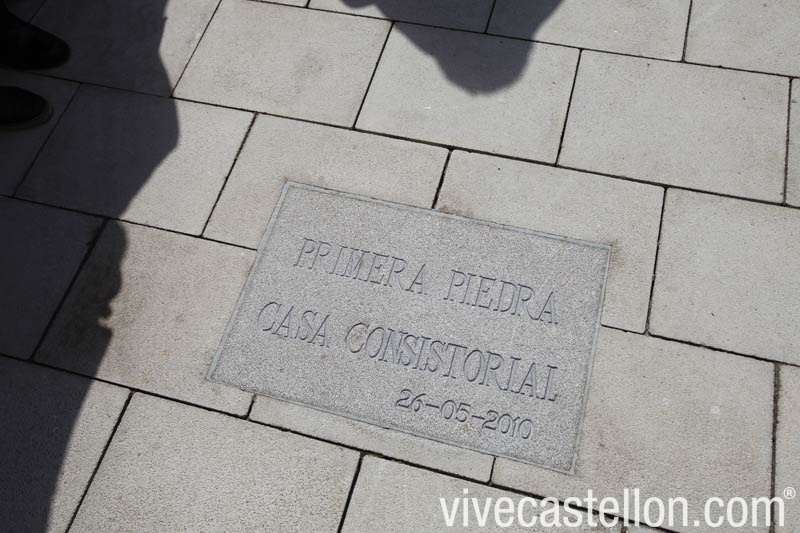 PRIMERA PIEDRA
CASA CONSISTORIAL
26-05-2010
vivecastellon.com®